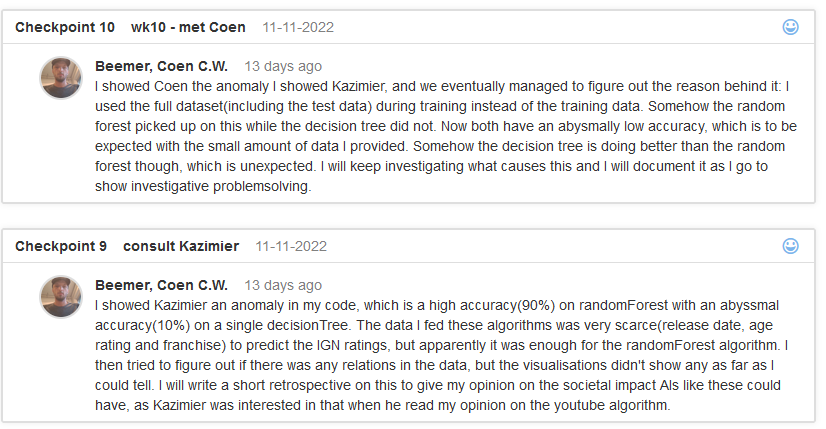 Checkpoint 10 wk10 - met Coen 11-11-2022
Beemer, Coen C.W. 13 days ago
I showed Coen the anomaly I showed Kazimier, and we eventually managed to figure out the reason behind it: I
used the full dataset(including the test data) during training instead of the training data. Somehow the random
forest picked up on this while the decision tree did not. Now both have an abysmally low accuracy, which is to be
expected with the small amount of data I provided. Somehow the decision tree is doing better than the random
forest though, which is unexpected. I will keep investigating what causes this and I will document it as I go to
show investigative problemsolving.
Checkpoint 9 consult Kazimier 11-11-2022
Beemer, Coen C.W. 13 days ago
I showed Kazimier an anomaly in my code, which is a high accuracy(90%) on randomForest with an abyssmal
accuracy(10%) on a single decisionTree. The data I fed these algorithms was very scarce(release date, age
rating and franchise) to predict the IGN ratings, but apparently it was enough for the randomForest algorithm. I
then tried to figure out if there was any relations in the data, but the visualisations didn't show any as far as I
could tell. I will write a short retrospective on this to give my opinion on the societal impact AIs like these could
have, as Kazimier was interested in that when he read my opinion on the youtube algorithm.